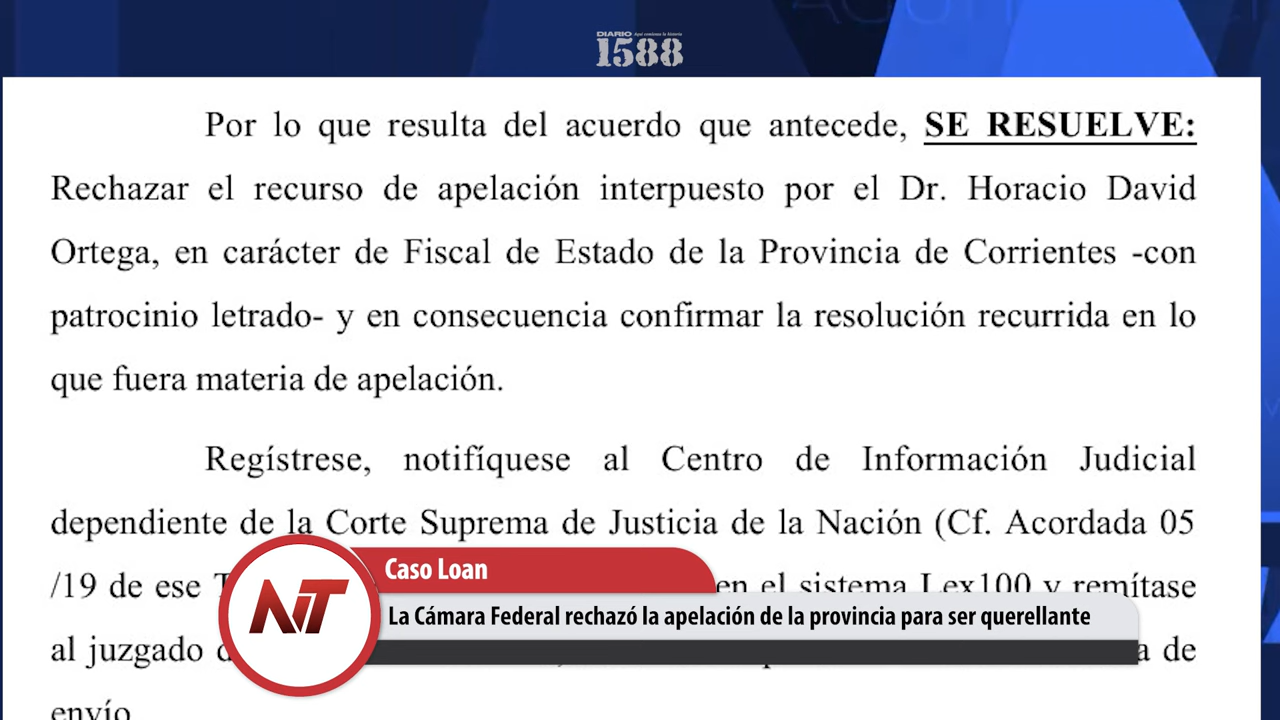 DIARIO Aquí comienza la historia
1588
Por lo que resulta del acuerdo que antecede, SE RESUELVE:
Rechazar el recurso de apelación interpuesto por el Dr. Horacio David
Ortega, en carácter de Fiscal de Estado de la Provincia de Corrientes -con
patrocinio letrado- y en consecuencia confirmar la resolución recurrida en lo
que fuera materia de apelación.
Regístrese, notifíquese al Centro de Información Judicial
dependiente de la Corte Suprema de Justicia de la Nación (Cf. Acordada 05
/19 de ese en el sistema Lex100 y remítase
al juzgado a de
envío
NT
Caso Loan
La Cámara Federal rechazó la apelación de la provincia para ser querellante